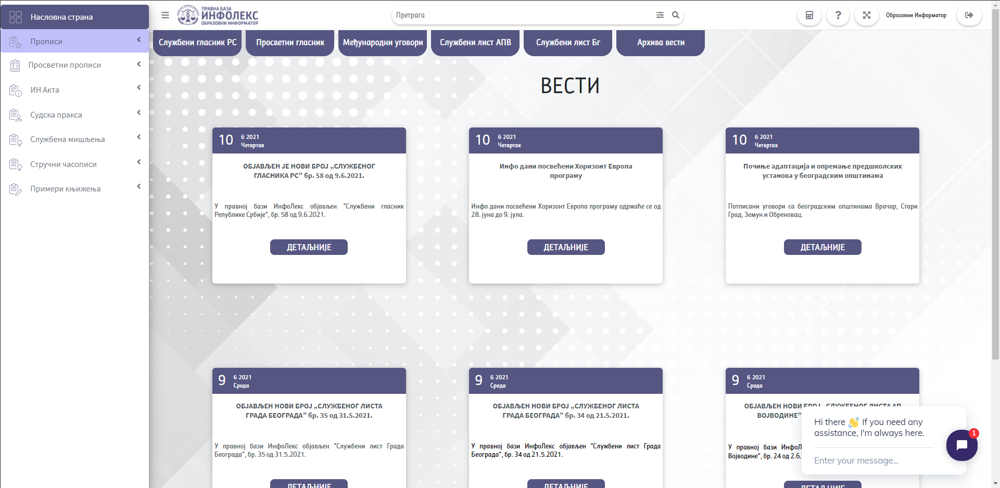 Насловна страна
Прописи
Просветни прописи
ИН Акта
Судска пракса
Службена мишљења
Стручни часописи
Примери књижења
ПРАВНА БАЗА
ИНФОЛЕКС
ОБРАЗОВНИ ИНФОРМАТОР
Претрага
?
Образовни Информатор
Службени гласник РС
Просветни гласник
Међународни уговори
Службени лист АПВ
Службени лист Бг
Архива вести
ВЕСТИ
10
6 2021
Четвртак
ОБЈАВЉЕН ЈЕ НОВИ БРОЈ „СЛУЖБЕНОГ
ГЛАСНИКА РС” бр. 58 од 9.6.2021.
У правној бази ИнфоЛекс објављен "Службени гласник
Републике Србије“, бр. 58 од 9.6.2021.
ДЕТАЉНИЈЕ
10
6 2021
Четвртак
Инфо дани посвећени Хоризонт Европа
програму
Инфо дани посвећени Хоризонт Европа програму одржаће се од
28. јуна до 9. јула.
ДЕТАЉНИЈЕ
10
6 2021
Четвртак
Почиње адаптација и опремање предшколских
установа у београдским општинама
Потписани уговори са београдским општинама Врачар, Стари
Град, Земун и Обреновац.
ДЕТАЉНИЈЕ
9
6 2021
Среда
ОБЈАВЉЕН НОВИ БРОЈ „СЛУЖБЕНОГ ЛИСТА
ГРАДА БЕОГРАДА” бр. 35 од 31.5.2021.
У правној бази ИнфоЛекс објављен "Службени лист Града
Београда“, бр. 35 од 31.5.2021.
ДЕТАЉНИЈЕ
9
6 2021
Среда
ОБЈАВЉЕН НОВИ БРОЈ „СЛУЖБЕНОГ ЛИСТА
ГРАДА БЕОГРАДА” бр. 34 од 21.5.2021.
У правној бази ИнфоЛекс објављен "Службени лист Града
Београда“, бр. 34 од 21.5.2021.
ДЕТАЉНИЈЕ
9
6 2021
Среда
ОБЈАВЉЕН НОВИ БРОЈ „СЛУЖБЕНОГ ЛИСТА АП
ВОЈВОДИНЕ”
У правној бази
Војводине“, бр. 24 од 2.6.
ДЕТАЉНИЈЕ
Hi there 👋 If you need any
assistance, I'm always here.
Enter your message...
1